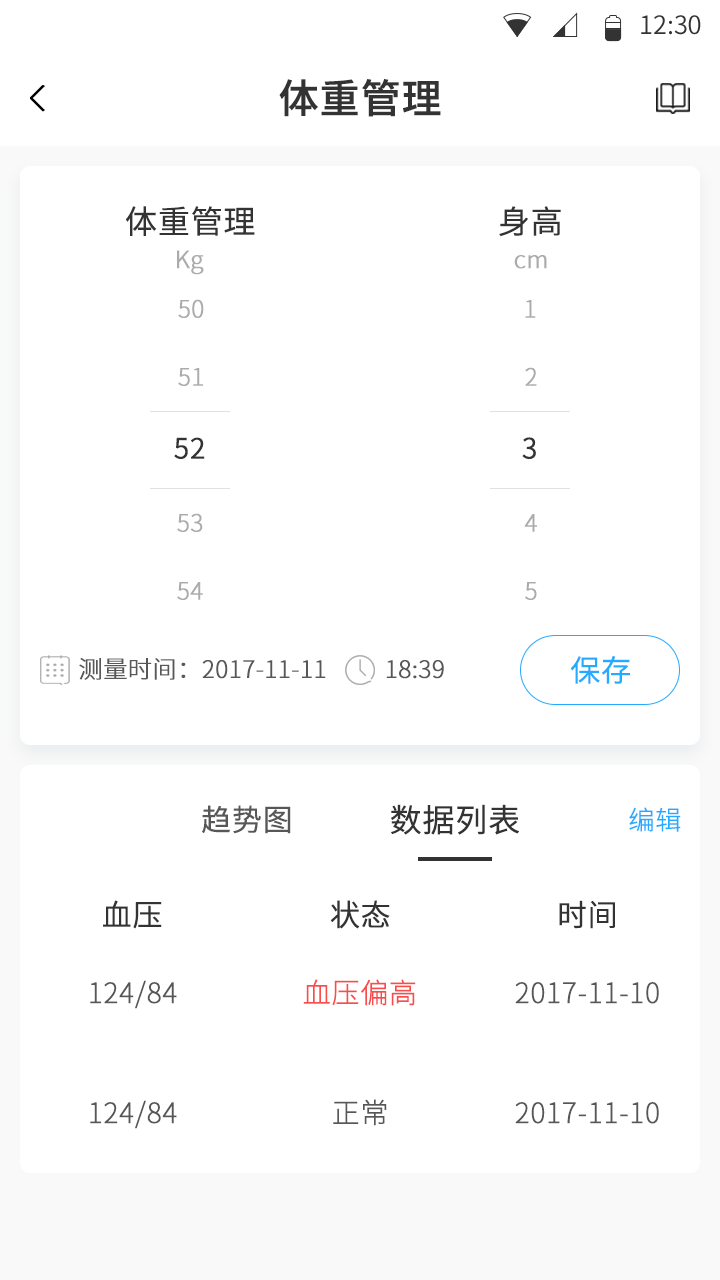 12:30
体重管理
体重管理 身高
Kg cm
50 1
51 2
52 3
53 4
54 5
测量时间：2017-11-11 18:39 保存
趋势图 数据列表 编辑
血压 状态 时间
124/84 血压偏高 2017-11-10
124/84 正常 2017-11-10